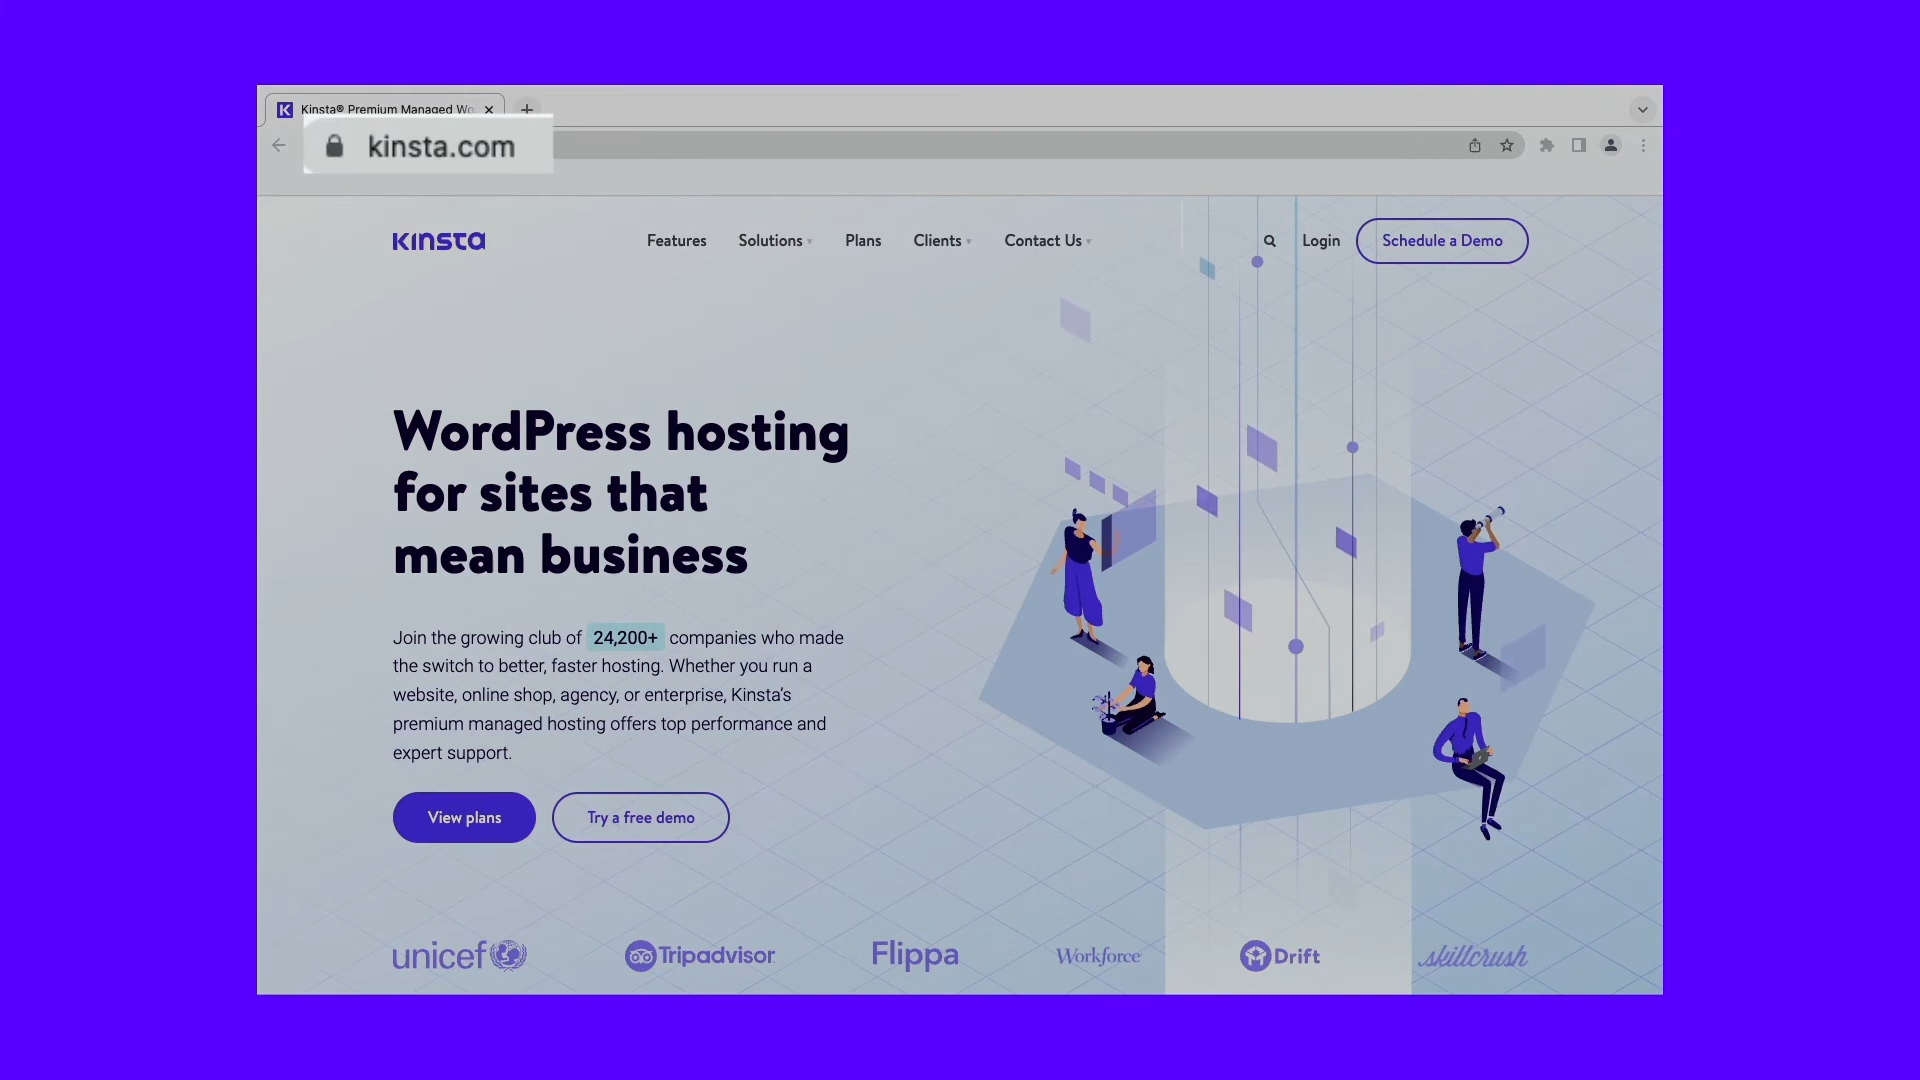 Kinsta® Premium Managed Wo
kinsta.com
Kinsta
Features Solutions Plans Clients Contact Us Login Schedule a Demo
WordPress hosting
for sites that
mean business
Join the growing club of 24,200+ companies who made
the switch to better, faster hosting. Whether you run a
website, online shop, agency, or enterprise, Kinsta’s
premium managed hosting offers top performance and
expert support.
View plans Try a free demo
unicef Tripadvisor Flippa Workforce Drift skillcrush